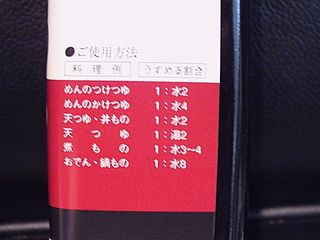 ●ご使用方法
料理例 うすめる割合
めんのつけつゆ 1:水2
めんのかけつゆ 1:水4
天つゆ・丼もの 1:水2
天つゆ 1:湯2
煮もの 1:水3〜4
おでん・鍋もの 1:水8